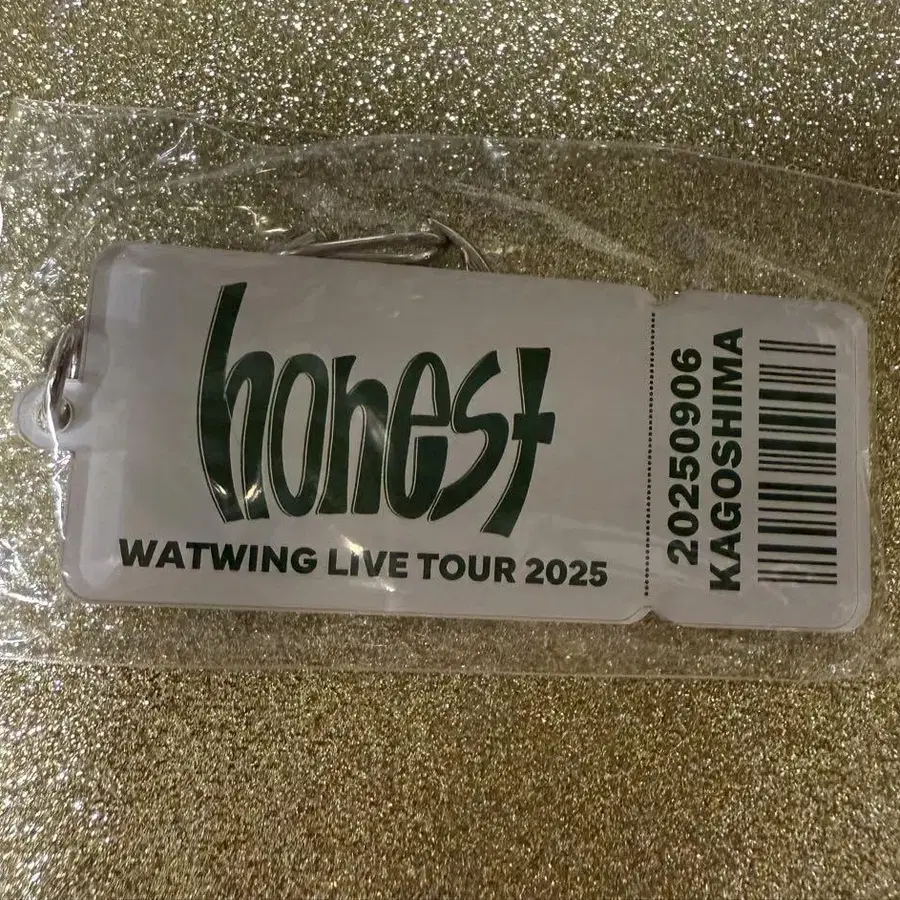 honest
WATWING LIVE TOUR 2025
20250906
KAGOSHIMA